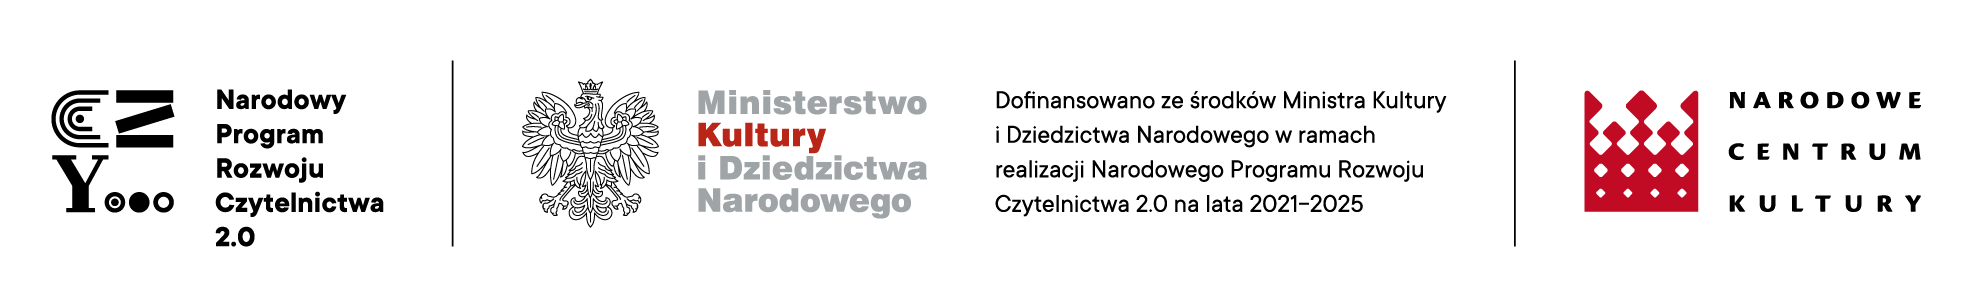 CZ
Y
Narodowy
Program
Rozwoju
Czytelnictwa
2.0
Ministerstwo
Kultury
i Dziedzictwa
Narodowego
Dofinansowano ze środków Ministra Kultury
i Dziedzictwa Narodowego w ramach
realizacji Narodowego Programu Rozwoju
Czytelnictwa 2.0 na lata 2021–2025
NARODOWE
CENTRUM
KULTURY